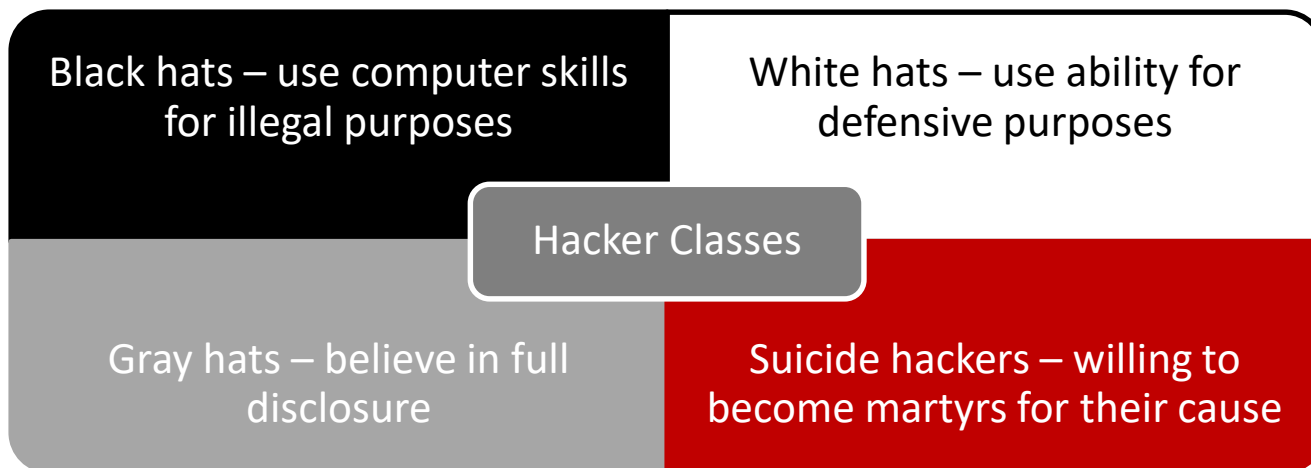 Black hats – use computer skills
for illegal purposes
White hats – use ability for
defensive purposes
Hacker Classes
Gray hats – believe in full
disclosure
Suicide hackers – willing to
become martyrs for their cause